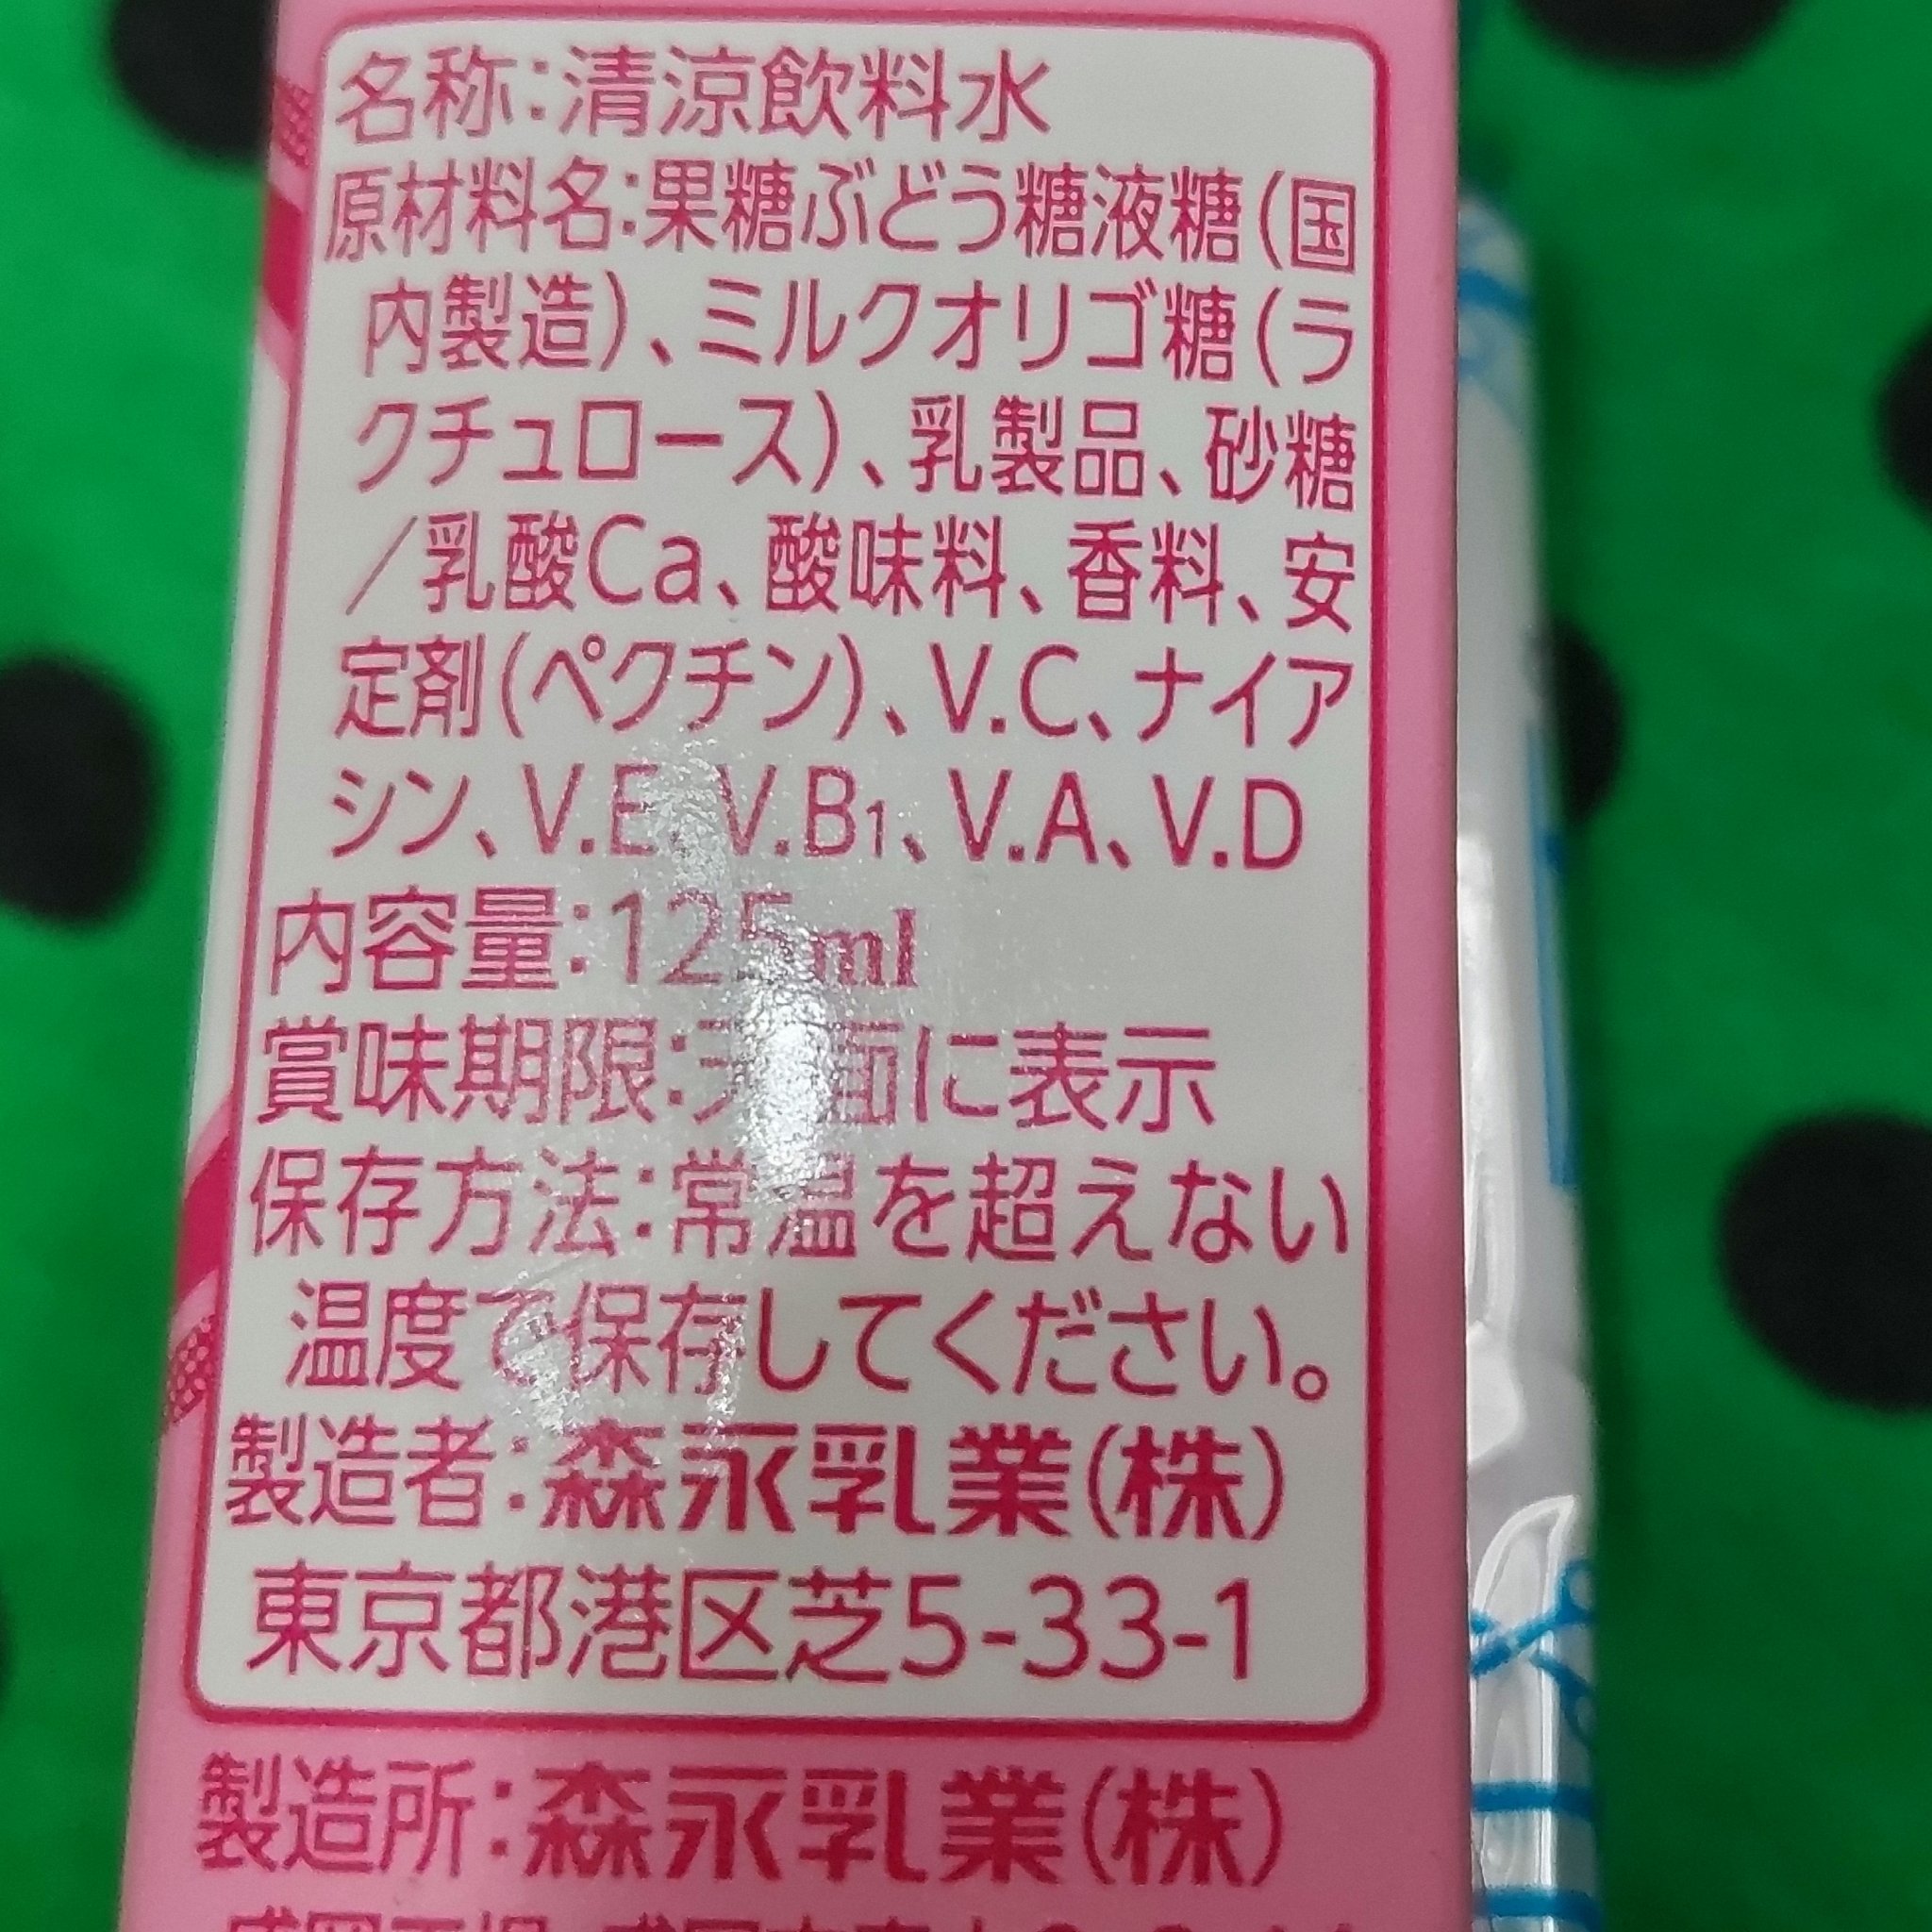 名称:清涼飲料水
原材料名:果糖ぶどう糖液糖(国
内製造)、ミルクオリゴ糖(ラ
クチュロース)、乳製品、砂糖
/乳酸Ca、酸味料、香料、安
定剤(ペクチン)、V.C、ナイア
シン、V.E、V.B1、V.A、V.D
内容量:125ml
賞味期限:天面に表示
保存方法:常温を超えない
温度で保存してください。
製造者:森永乳業(株)
東京都港区芝5-33-1
製造所:森永乳業(株)